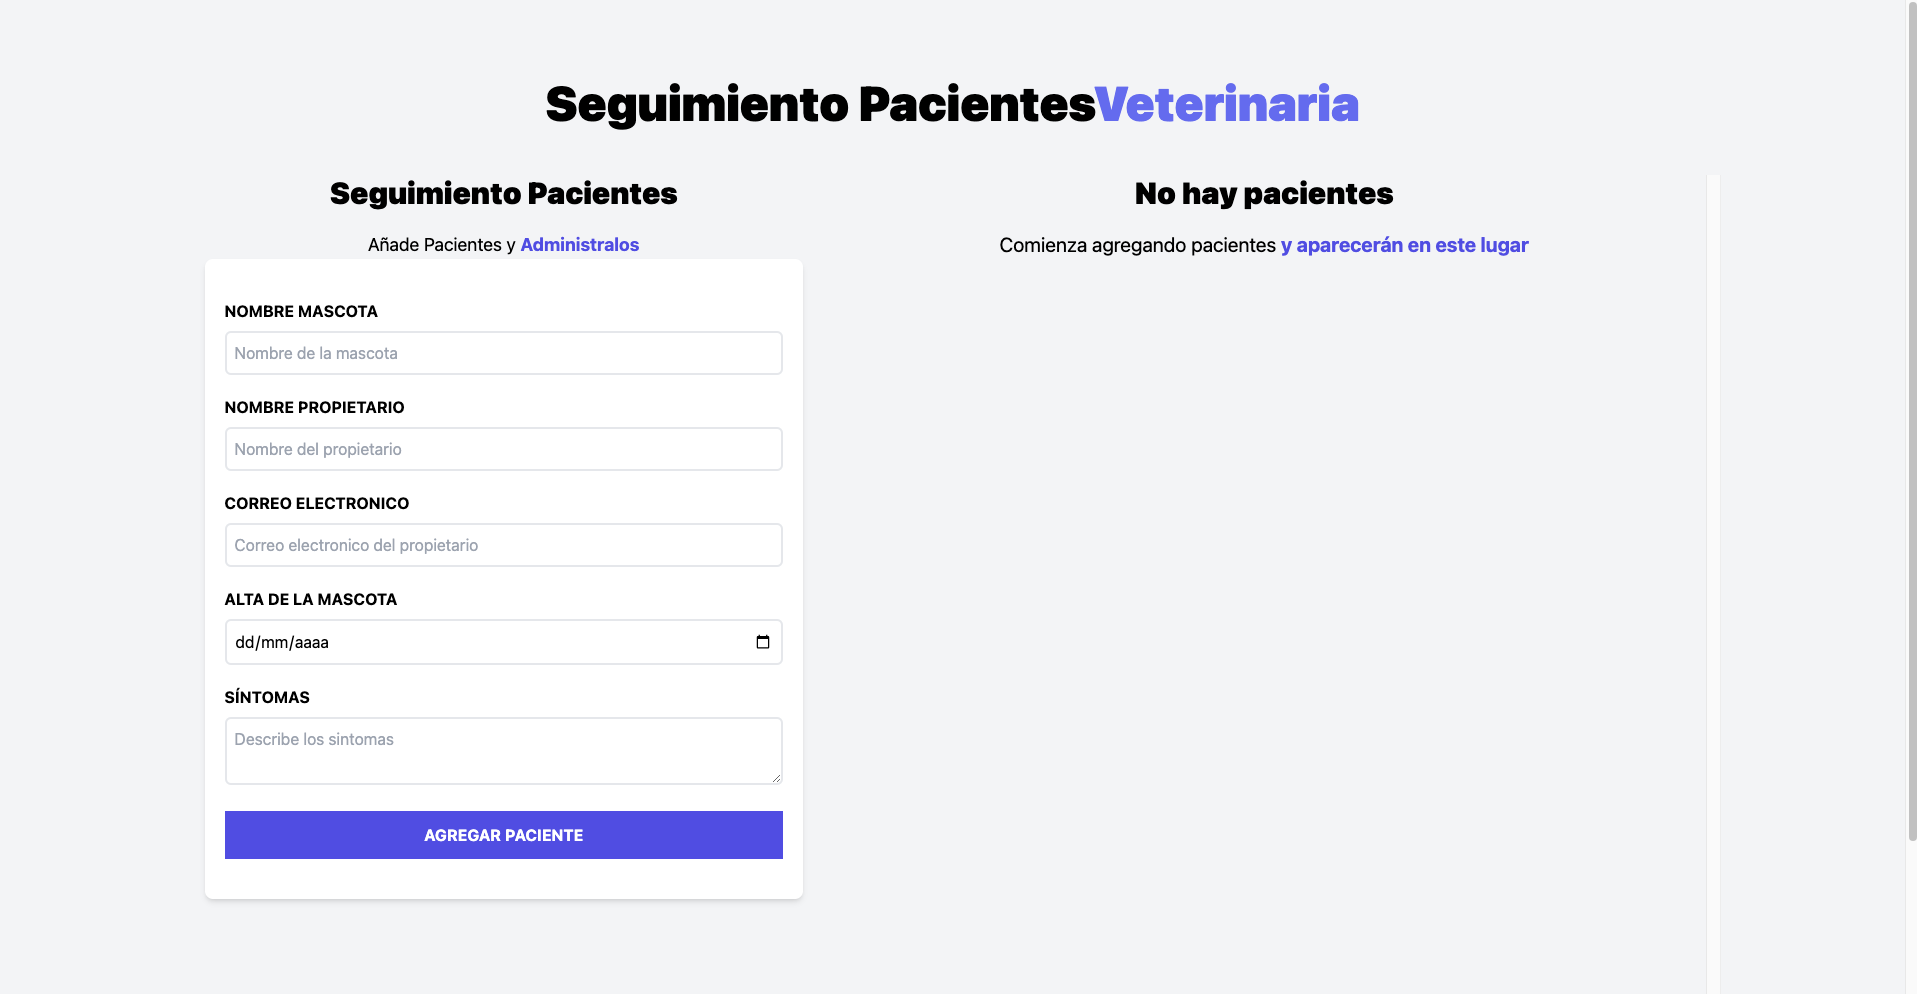 Seguimiento PacientesVeterinaria
Seguimiento Pacientes
Añade Pacientes y Administralos
NOMBRE MASCOTA
Nombre de la mascota
NOMBRE PROPIETARIO
Nombre del propietario
CORREO ELECTRONICO
Correo electronico del propietario
ALTA DE LA MASCOTA
dd/mm/aaaa
SÍNTOMAS
Describe los sintomas
AGREGAR PACIENTE
No hay pacientes
Comienza agregando pacientes y aparecerán en este lugar